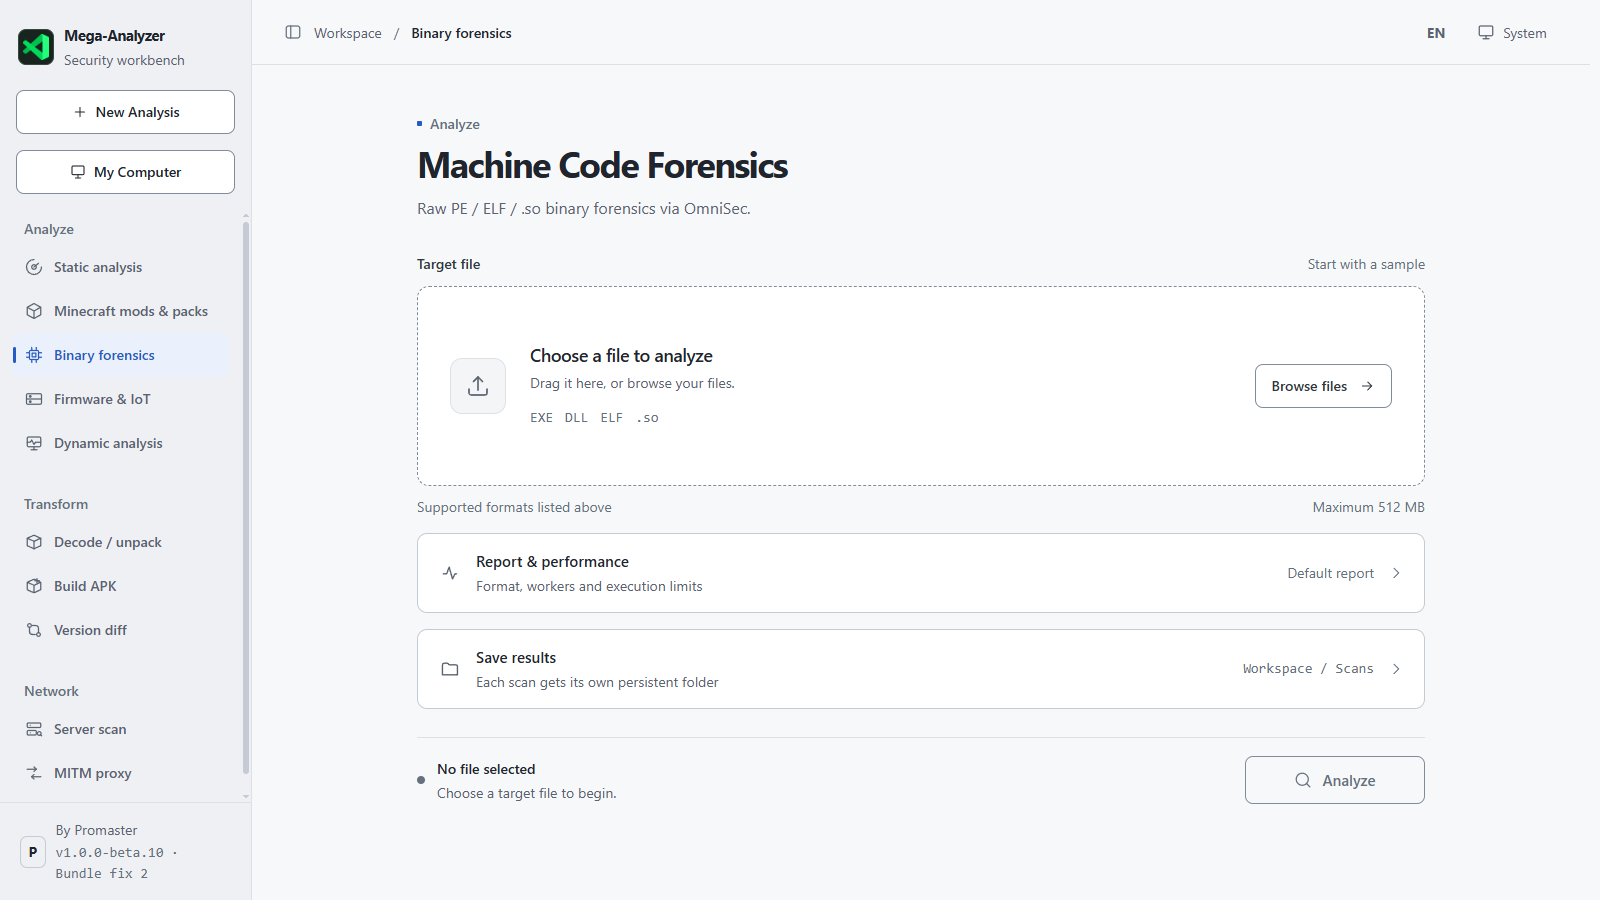 Mega-Analyzer
Security workbench
New Analysis
My Computer
Analyze
Static analysis
Minecraft mods & packs
Binary forensics
Firmware & IoT
Dynamic analysis
Transform
Decode / unpack
Build APK
Version diff
Network
Server scan
MITM proxy
P
By Promaster
v1.0.0-beta.10 ·
Bundle fix 2
Workspace / Binary forensics
EN
System
Analyze
Machine Code Forensics
Raw PE / ELF / .so binary forensics via OmniSec.
Target file
Start with a sample
Choose a file to analyze
Drag it here, or browse your files.
EXE DLL ELF .so
Browse files
Supported formats listed above
Maximum 512 MB
Report & performance
Format, workers and execution limits
Default report
Save results
Each scan gets its own persistent folder
Workspace / Scans
No file selected
Choose a target file to begin.
Analyze